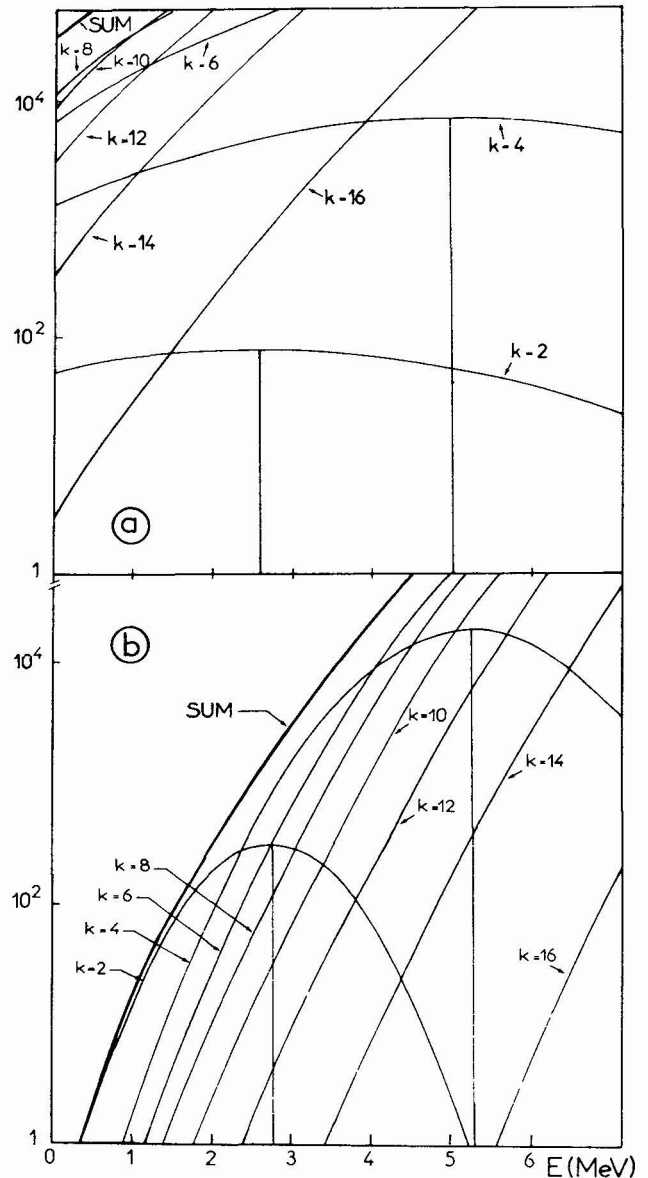 SUM
k=8
k=10
k=6
10⁴
k=12
k=4
k=16
k=14
10²
k=2
a
1
b
10⁴
SUM
k=10
k=14
k=12
k=8
10²
k=6
k=4
k=2
k=16
1
0 1 2 3 4 5 6 E(MeV)